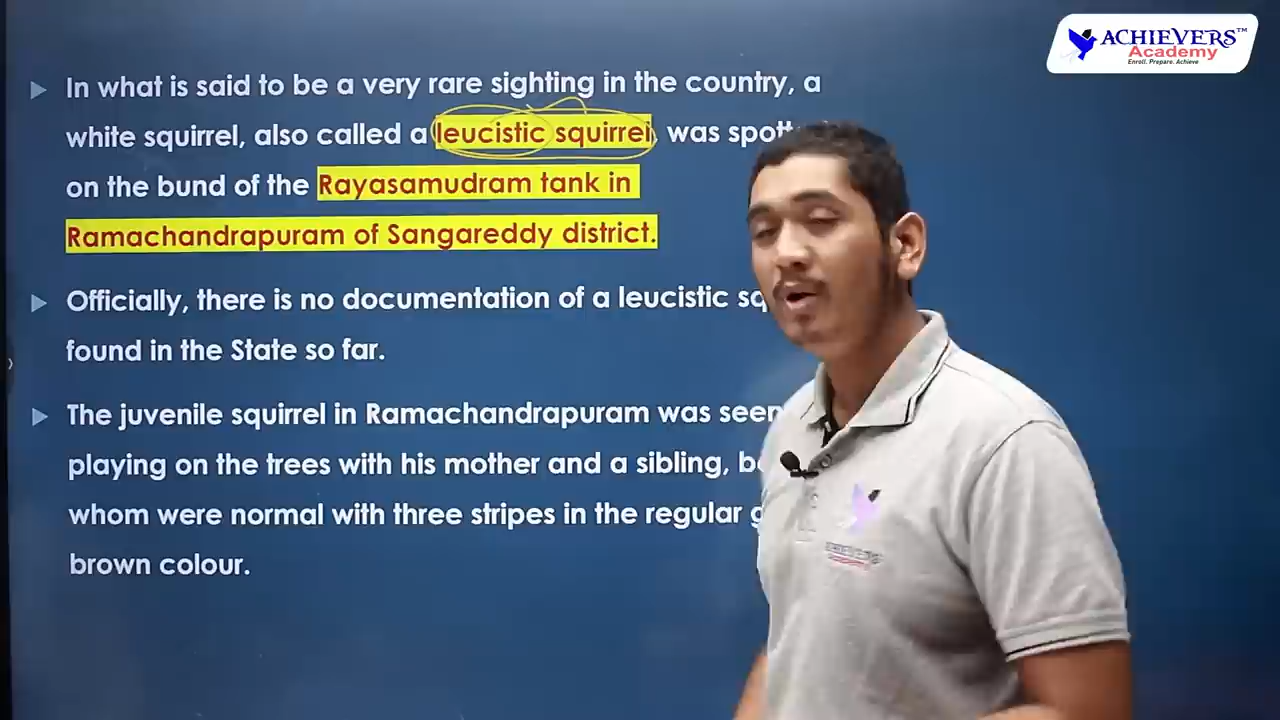 ACHIEVERS™
Academy
Enroll. Prepare. Achieve
In what is said to be a very rare sighting in the country, a
white squirrel, also called a leucistic squirrel, was
on the bund of the Rayasamudram tank in
Ramachandrapuram of Sangareddy district.
Officially, there is no documentation of a leucistic
found in the State so far.
The juvenile squirrel in Ramachandrapuram was seen
playing on the trees with his mother and a sibling,
whom were normal with three stripes in the regular
brown colour.
ACHIEVERS